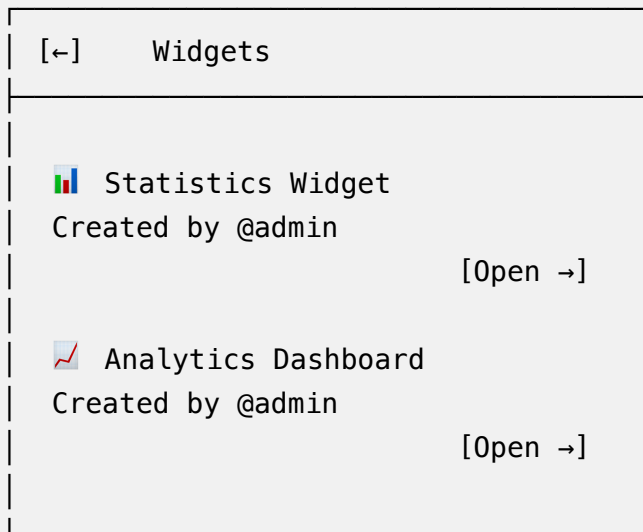 [←] Widgets
📊 Statistics Widget
Created by @admin
[Open →]
📈 Analytics Dashboard
Created by @admin
[Open →]